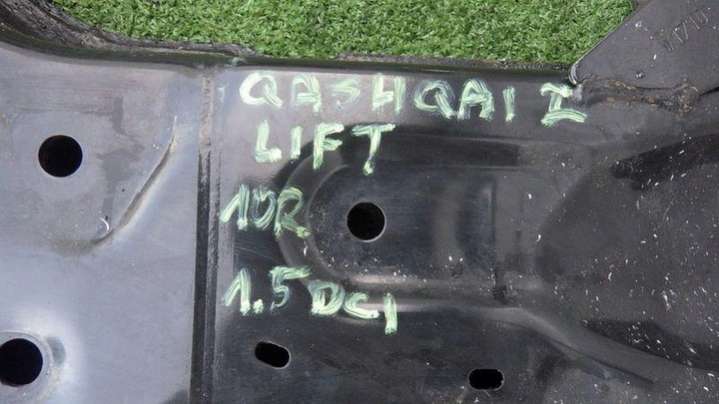 QASHQAI I
LIFT
10R
1.5 DCI